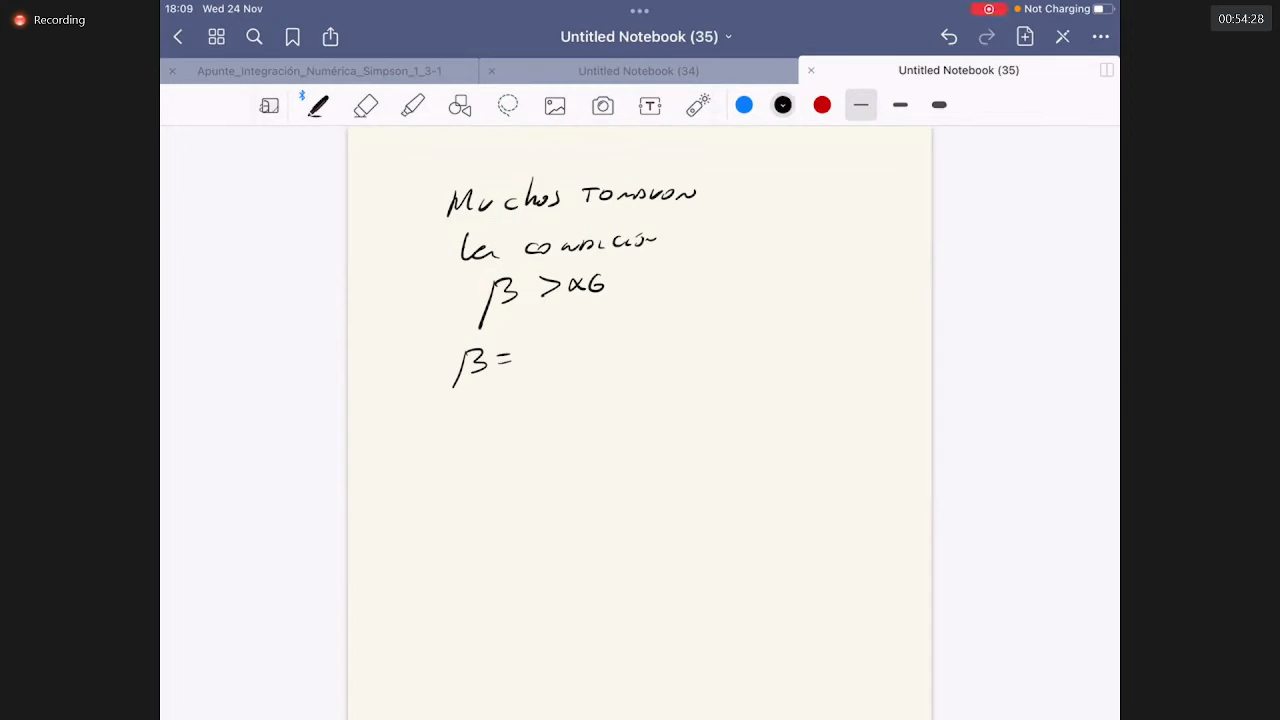 Recording
18:09 Wed 24 Nov
Not Charging
00:54:28
Untitled Notebook (35)
Apunte_Integración_Numérica_Simpson_1_3-1
Untitled Notebook (34)
Untitled Notebook (35)
Muchos tomaron
la condición
β > αG
β =